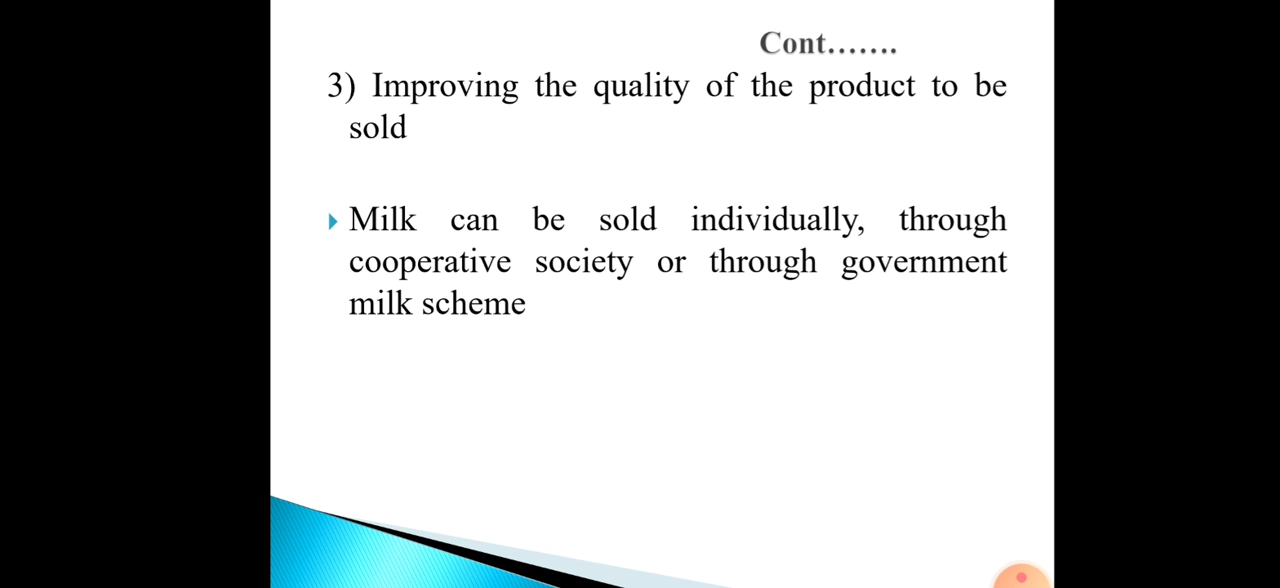 Cont…….
3) Improving the quality of the product to be
sold
Milk can be sold individually, through
cooperative society or through government
milk scheme